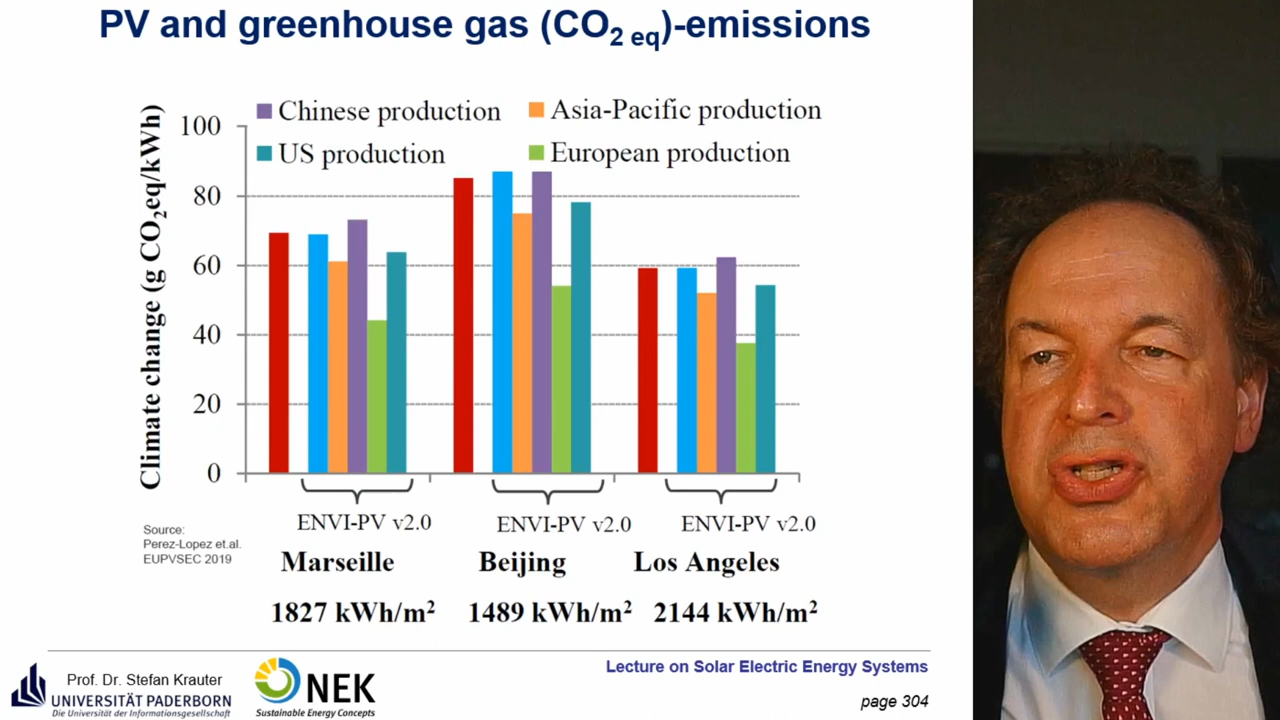 PV and greenhouse gas (CO2 eq)-emissions
Climate change (g CO2eq/kWh)
Chinese production
Asia-Pacific production
US production
European production
100
80
60
40
20
0
ENVI-PV v2.0
ENVI-PV v2.0
ENVI-PV v2.0
Source:
Perez-Lopez et.al.
EUPVSEC 2019
Marseille
Beijing
Los Angeles
1827 kWh/m²
1489 kWh/m²
2144 kWh/m²
Prof. Dr. Stefan Krauter
UNIVERSITÄT PADERBORN
Die Universität der Informationsgesellschaft
NEK
Sustainable Energy Concepts
Lecture on Solar Electric Energy Systems
page 304